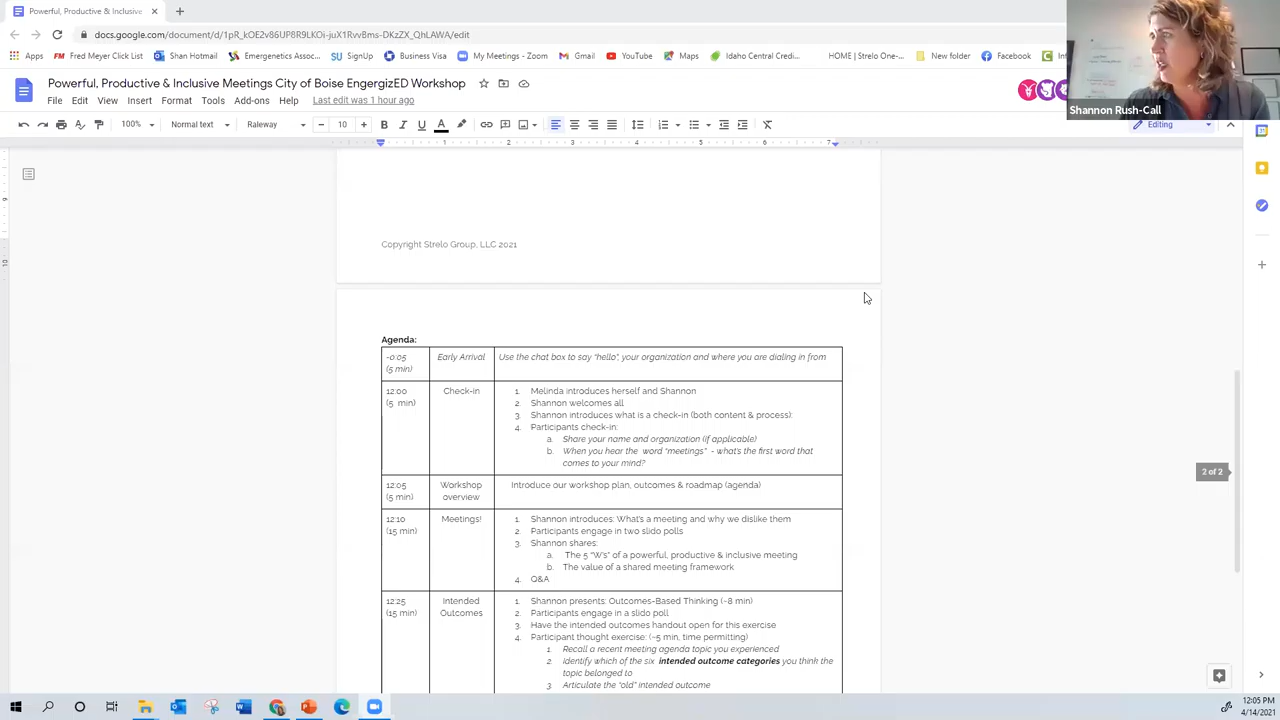 Powerful, Productive & Inclusive
docs.google.com/document/d/1pR_kOE2v86UP8R9LKOi-juX1Rvv8ms-DKzZX_QhLAWA/edit
Apps Fred Meyer Click List Shan Hotmail Emergenetics Associ... Sign In Business Visa My Meetings - Zoom Gmail YouTube Maps Idaho Central Credi... HOME | Strelo One-... New folder Facebook
Shannon Rush-Call
Powerful, Productive & Inclusive Meetings City of Boise EnergizED Workshop
File Edit View Insert Format Tools Add-ons Help Last edit was 1 hour ago
100% Normal text Raleway 10 B I U A Editing
1 2 3 4 5 6 7
Copyright Strelo Group, LLC 2021
Agenda:
-0:05 Early Arrival Use the chat box to say "hello", your organization and where you are dialing in from
(5 min)
12:00 Check-in 1. Melinda introduces herself and Shannon
(5 min) 2. Shannon welcomes all
3. Shannon introduces what is a check-in (both content & process):
4. Participants check-in:
a. Share your name and organization (if applicable)
b. When you hear the word "meetings" - what's the first word that
comes to your mind?
12:05 Workshop Introduce our workshop plan, outcomes & roadmap (agenda)
(5 min) overview
12:10 Meetings! 1. Shannon introduces: What's a meeting and why we dislike them
(15 min) 2. Participants engage in two slido polls
3. Shannon shares:
a. The 5 "W's" of a powerful, productive & inclusive meeting
b. The value of a shared meeting framework
4. Q&A
12:25 Intended 1. Shannon presents: Outcomes-Based Thinking (~8 min)
(15 min) Outcomes 2. Participants engage in a slido poll
3. Have the intended outcomes handout open for this exercise
4. Participant thought exercise: (~5 min, time permitting)
1. Recall a recent meeting agenda topic you experienced
2. Identify which of the six intended outcome categories you think the
topic belonged to
3. Articulate the "old" intended outcome
2 of 2
12:05 PM
4/14/2021